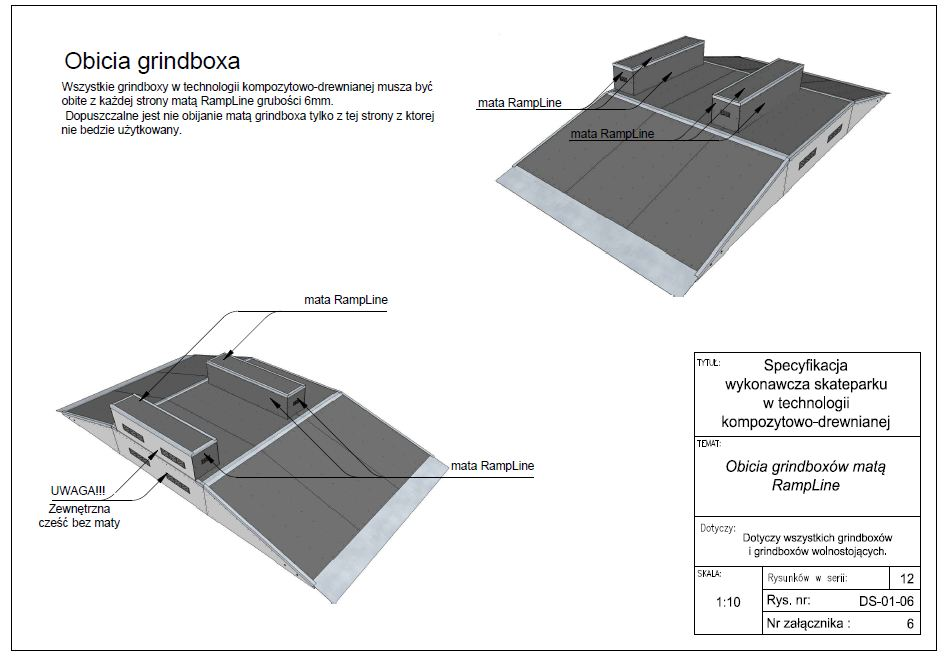 Obicia grindboxa
Wszystkie grindboxy w technologii kompozytowo-drewnianej musza być
obite z każdej strony matą RampLine grubości 6mm.
Dopuszczalne jest nie obijanie matą grindboxa tylko z tej strony z ktorej
nie bedzie użytkowany.
mata RampLine
mata RampLine
mata RampLine
mata RampLine
UWAGA!!!
Zewnętrzna
cześć bez maty
TYTUŁ:
Specyfikacja
wykonawcza skateparku
w technologii
kompozytowo-drewnianej
TEMAT:
Obicia grindboxów matą
RampLine
Dotyczy:
Dotyczy wszystkich grindboxów
i grindboxów wolnostojących.
SKALA:
1:10
Rysunków w serii: 12
Rys. nr: DS-01-06
Nr załącznika : 6